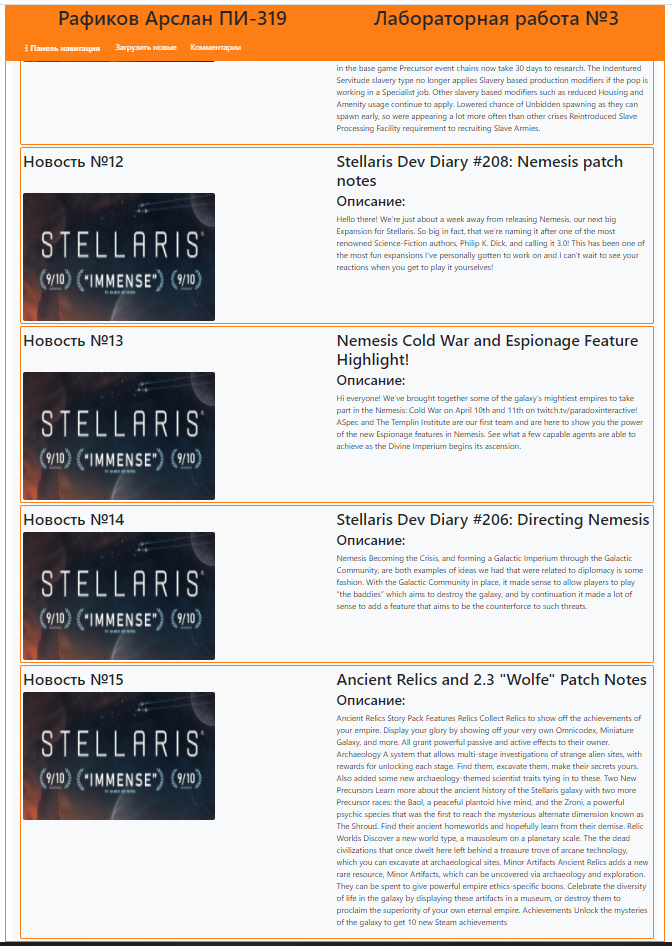 Рафиков Арслан ПИ-319
Лабораторная работа №3
Панель навигации
Загрузить новые
Комментарии
in the base game Precursor event chains now take 30 days to research. The Indentured
Servitude slavery type no longer applies Slavery based production modifiers if the pop is
working in a Specialist job. Other slavery based modifiers such as reduced Housing and
Amenity usage continue to apply. Lowered chance of Unbidden spawning as they can
spawn early, so were appearing a lot more often than other crises Reintroduced Slave
Processing Facility requirement to recruiting Slave Armies.
Новость №12
STELLARIS
9/10
"IMMENSE"
9/10
Stellaris Dev Diary #208: Nemesis patch
notes
Описание:
Hello there! We're just about a week away from releasing Nemesis, our next big
Expansion for Stellaris. So big in fact, that we're naming it after one of the most
renowned Science-Fiction authors, Philip K. Dick, and calling it 3.0! This has been one of
the most fun expansions I've personally gotten to work on and I can't wait to see your
reactions when you get to play it yourselves!
Новость №13
STELLARIS
9/10
"IMMENSE"
9/10
Nemesis Cold War and Espionage Feature
Highlight!
Описание:
Hi everyone! We've brought together some of the galaxy's mightiest empires to take
part in the Nemesis: Cold War on April 10th and 11th on twitch.tv/paradoxinteractive!
ASpec and The Templin Institute are our first team and are here to show you the power
of the new Espionage features in Nemesis. See what a few capable agents are able to
achieve as the Divine Imperium begins its ascension.
Новость №14
STELLARIS
9/10
"IMMENSE"
9/10
Stellaris Dev Diary #206: Directing Nemesis
Описание:
Nemesis Becoming the Crisis, and forming a Galactic Imperium through the Galactic
Community, are both examples of ideas we had that were related to diplomacy is some
fashion. With the Galactic Community in place, it made sense to allow players to play
"the baddies" which aims to destroy the galaxy, and by continuation it made a lot of
sense to add a feature that aims to be the counterforce to such threats.
Новость №15
STELLARIS
9/10
"IMMENSE"
9/10
Ancient Relics and 2.3 "Wolfe" Patch Notes
Описание:
Ancient Relics Story Pack Features Relics Collect Relics to show off the achievements of
your empire. Display your glory by showing off your very own Omnicodex, Miniature
Galaxy, and more. All grant powerful passive and active effects to their owner.
Archaeology A system that allows multi-stage investigations of strange alien sites, with
rewards for unlocking each stage. Find them, excavate them, make their secrets yours.
Also added some new archaeology-themed scientist traits tying in to these. Two New
Precursors Learn more about the ancient history of the Stellaris galaxy with two more
Precursor races: the Baol, a peaceful plantoid hive mind, and the Zroni, a powerful
psychic species that was the first to reach the mysterious alternate dimension known as
The Shroud. Find their ancient homeworlds and hopefully learn from their demise. Relic
Worlds Discover a new world type, a mausoleum on a planetary scale. The the dead
civilizations that once dwelt here left behind a treasure trove of arcane technology,
which you can excavate at archaeological sites. Minor Artifacts Ancient Relics adds a new
rare resource, Minor Artifacts, which can be uncovered via archaeology and exploration.
They can be spent to give powerful empire ethics-specific boons. Celebrate the diversity
of life in the galaxy by displaying these artifacts in a museum, or destroy them to
proclaim the superiority of your own eternal empire. Achievements Unlock the mysteries
of the galaxy to get 10 new Steam achievements